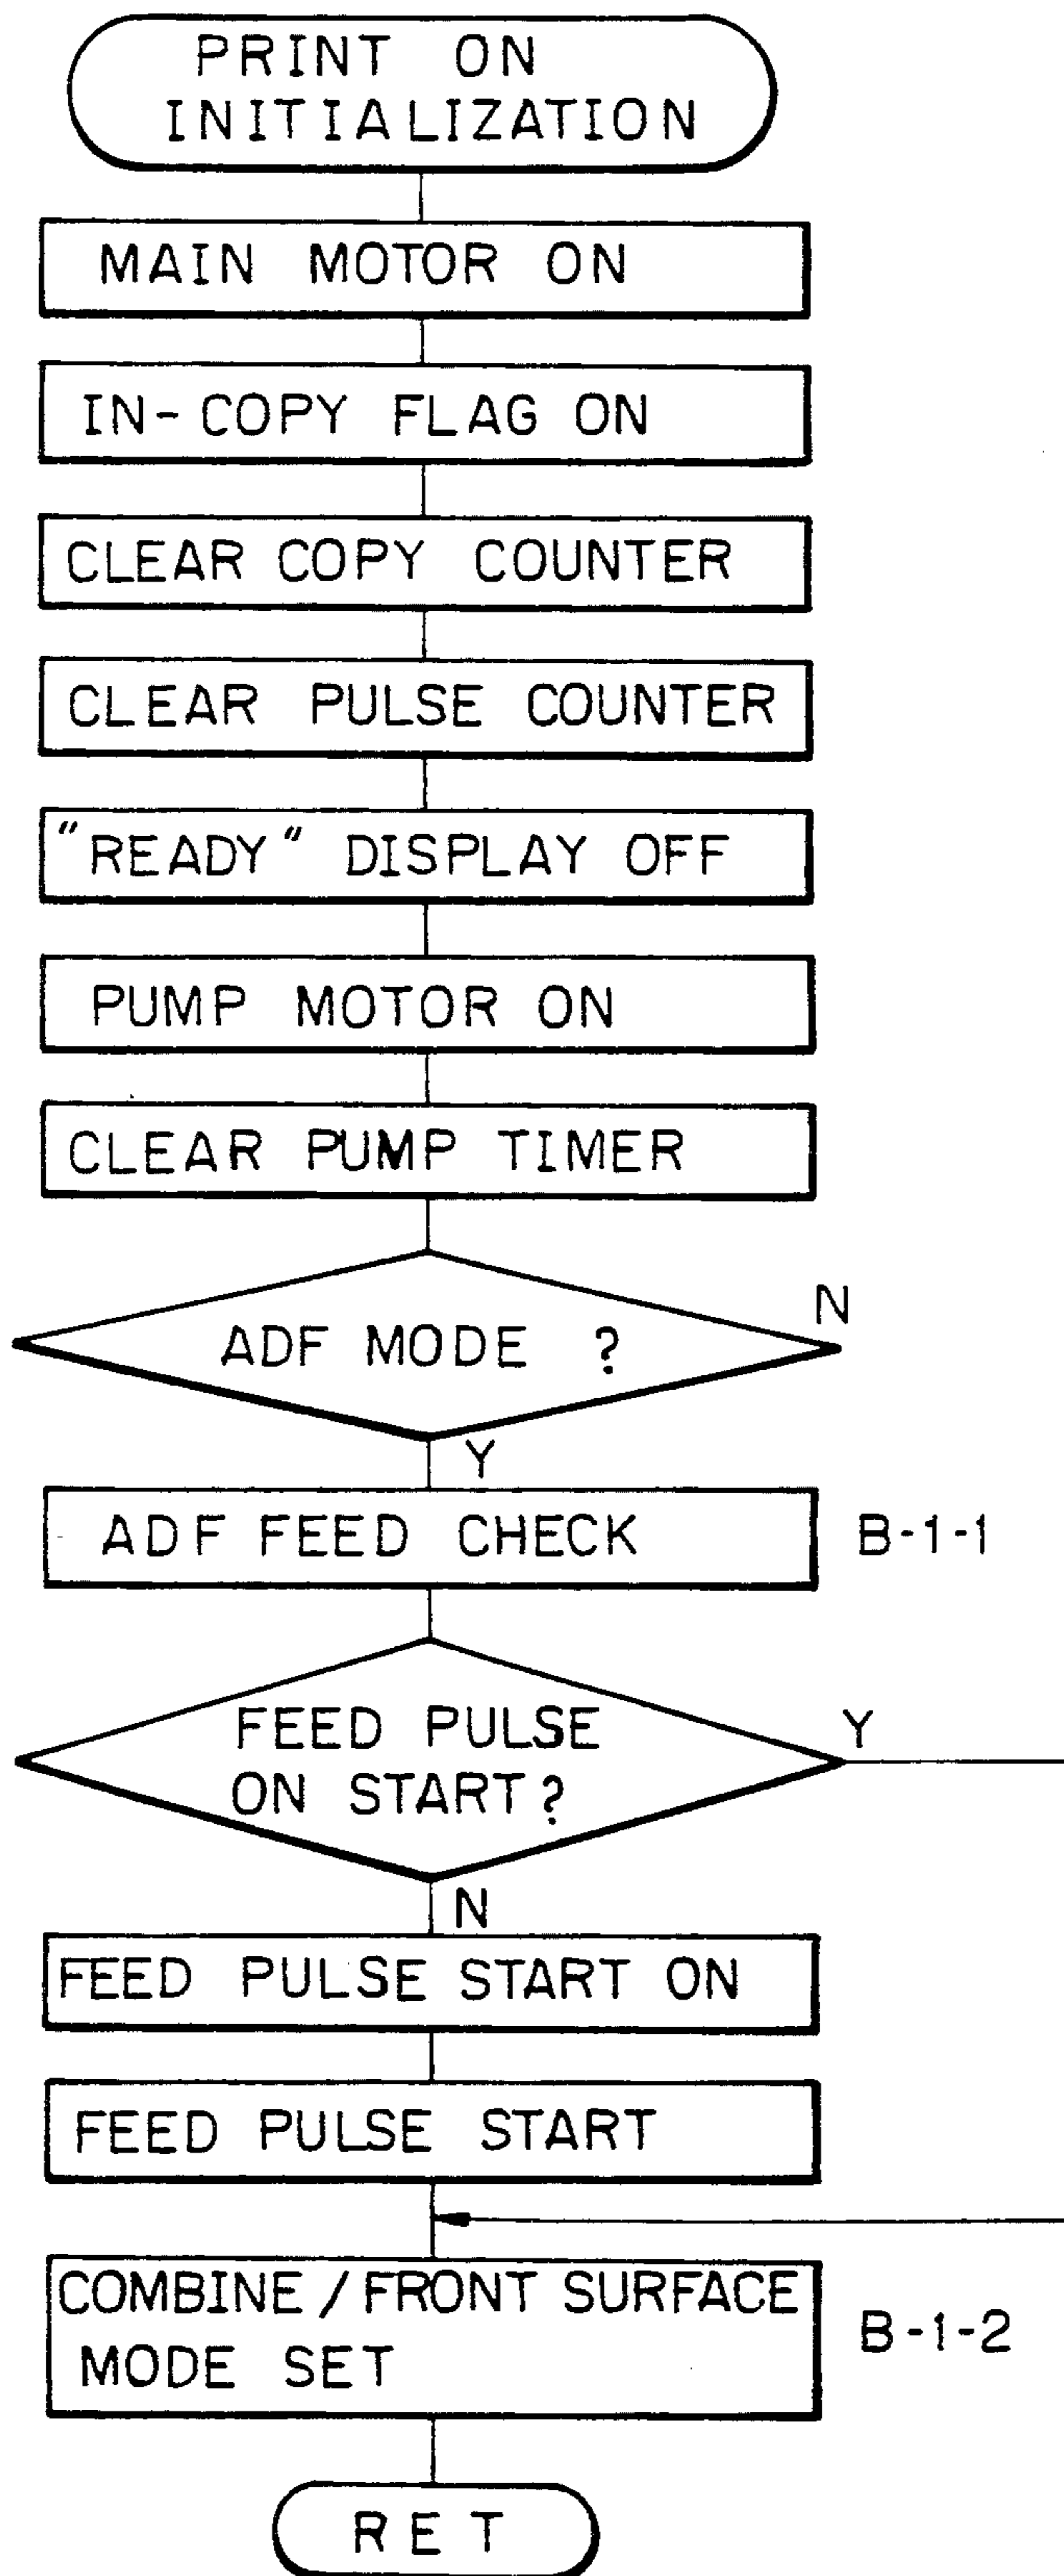 PRINT ON
INITIALIZATION
MAIN MOTOR ON
IN-COPY FLAG ON
CLEAR COPY COUNTER
CLEAR PULSE COUNTER
"READY" DISPLAY OFF
PUMP MOTOR ON
CLEAR PUMP TIMER
N
ADF MODE ?
Y
ADF FEED CHECK B-1-1
FEED PULSE Y
ON START?
N
FEED PULSE START ON
FEED PULSE START
COMBINE/FRONT SURFACE
MODE SET B-1-2
RET